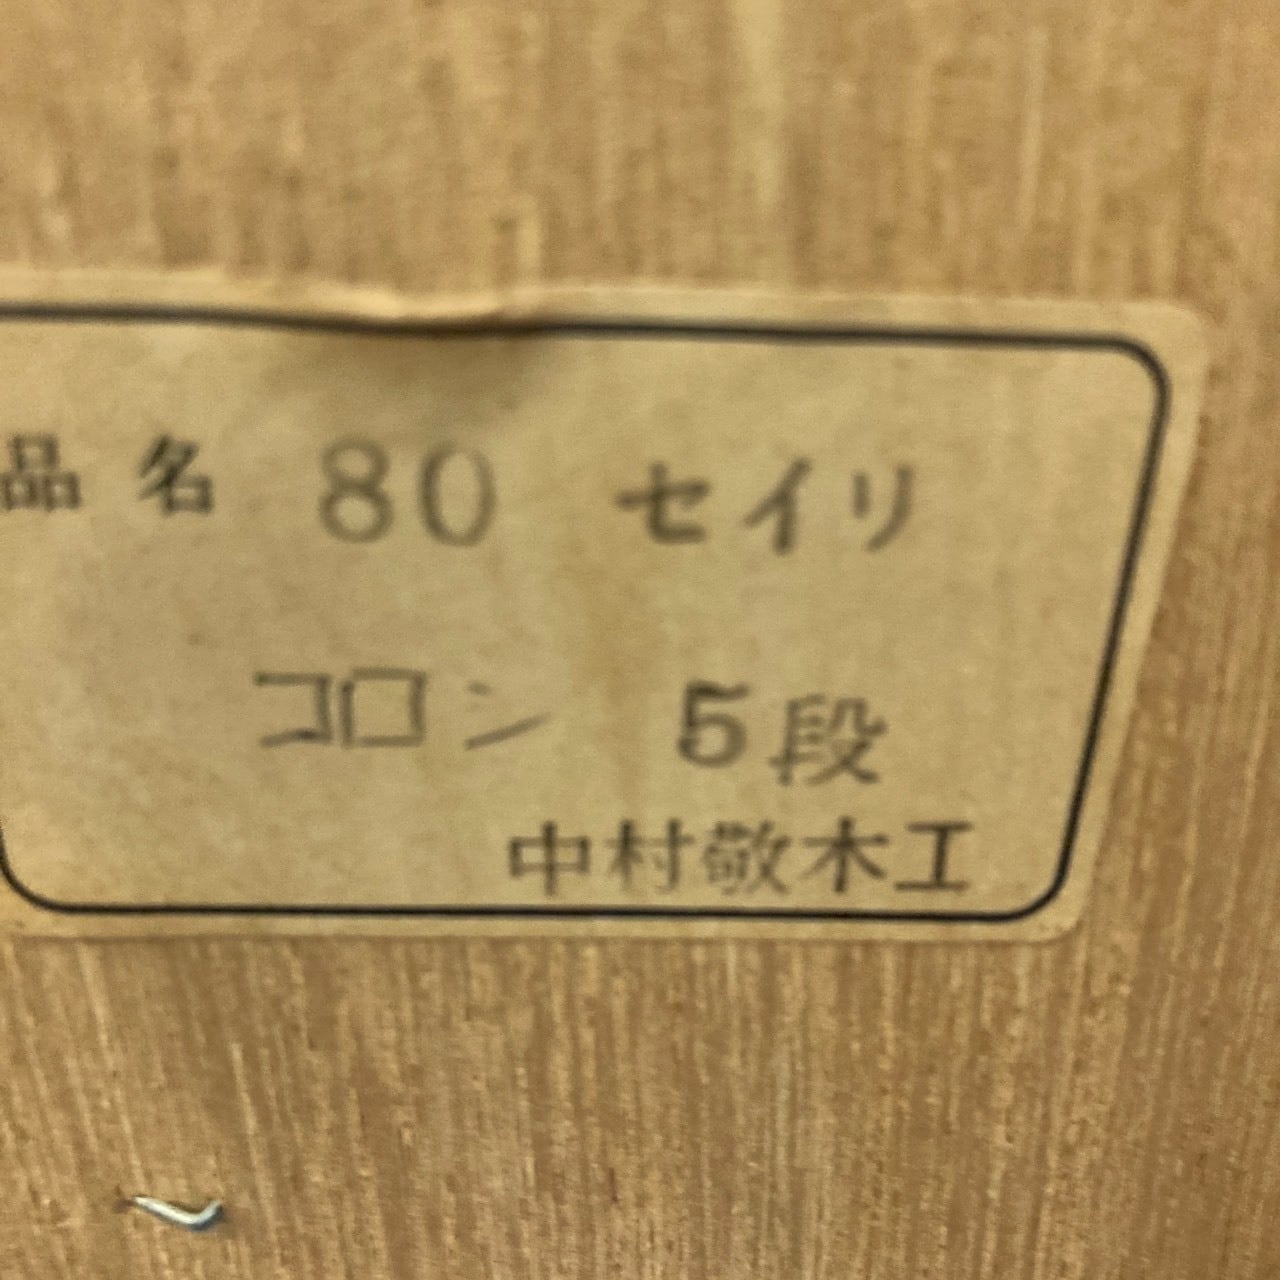 品名 80 セイリ
コロン 5段
中村敬木工